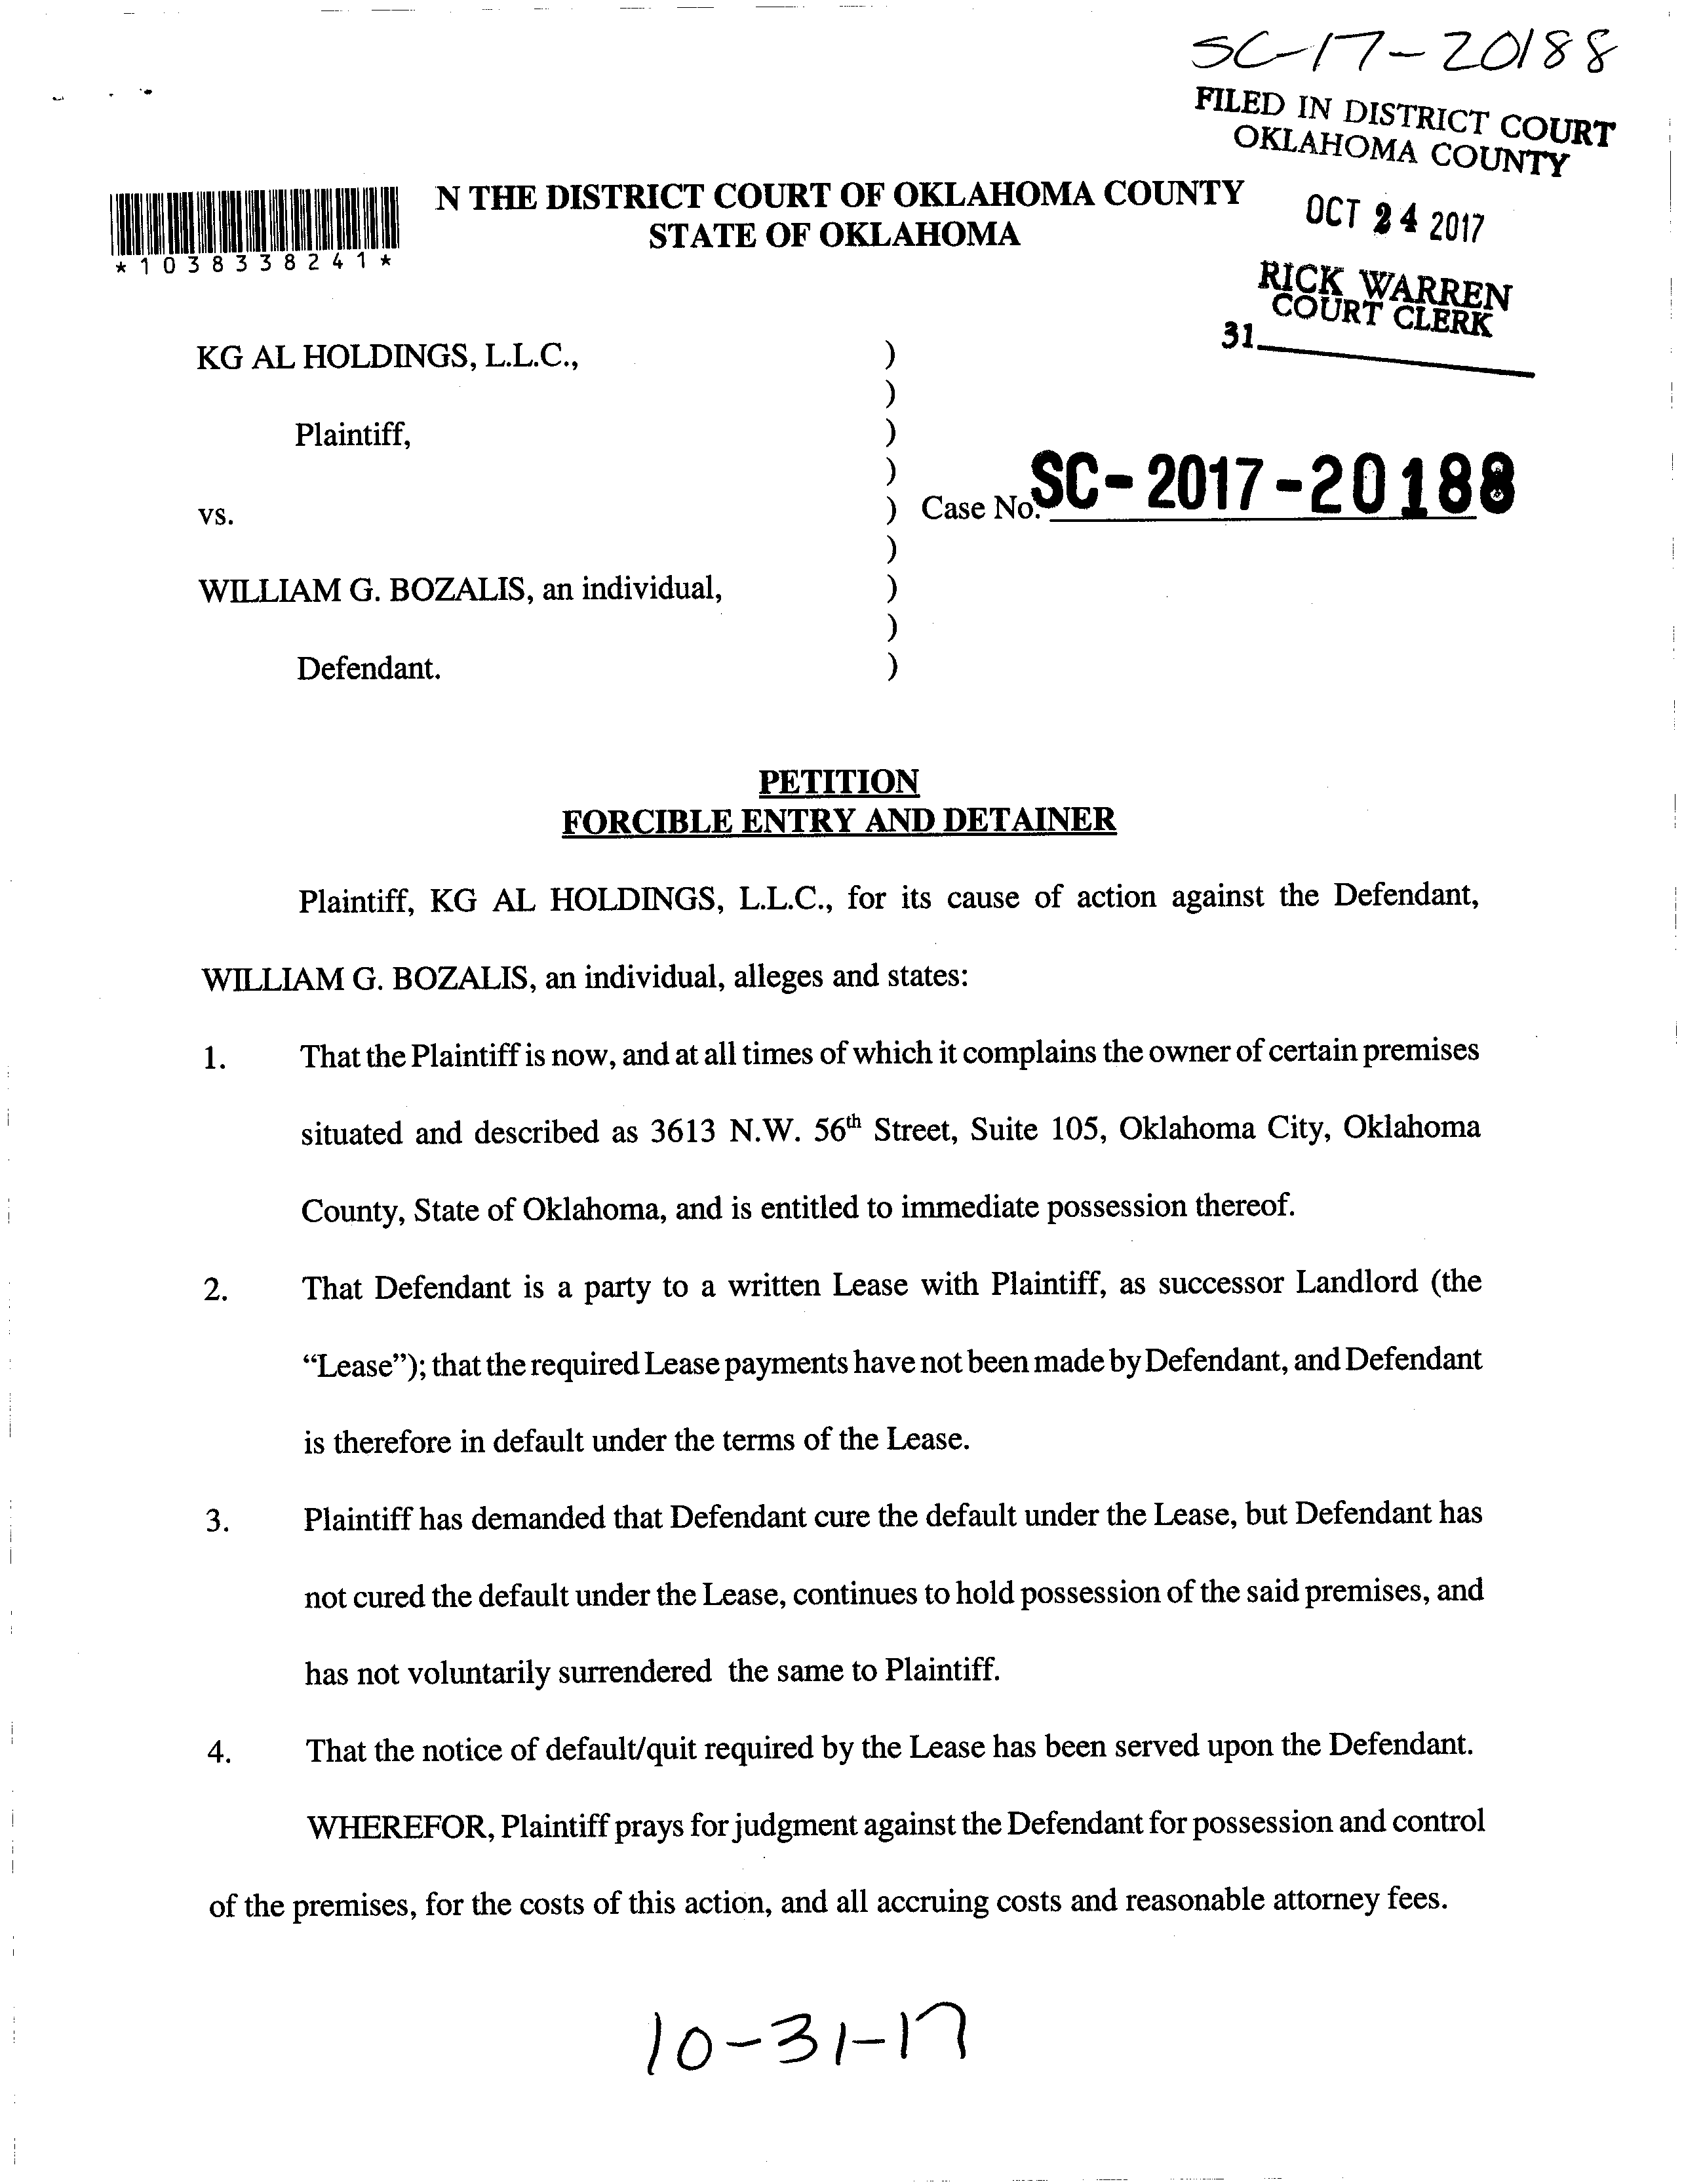 SC-17-20188
FILED IN DISTRICT COURT
OKLAHOMA COUNTY
OCT 24 2017
RICK WARREN
COURT CLERK
31
*1038338241*
N THE DISTRICT COURT OF OKLAHOMA COUNTY
STATE OF OKLAHOMA
KG AL HOLDINGS, L.L.C., )
)
Plaintiff, )
)
vs. ) Case No. SC-2017-20188
)
WILLIAM G. BOZALIS, an individual, )
)
Defendant. )
PETITION
FORCIBLE ENTRY AND DETAINER
Plaintiff, KG AL HOLDINGS, L.L.C., for its cause of action against the Defendant,
WILLIAM G. BOZALIS, an individual, alleges and states:
1. That the Plaintiff is now, and at all times of which it complains the owner of certain premises
situated and described as 3613 N.W. 56th Street, Suite 105, Oklahoma City, Oklahoma
County, State of Oklahoma, and is entitled to immediate possession thereof.
2. That Defendant is a party to a written Lease with Plaintiff, as successor Landlord (the
“Lease”); that the required Lease payments have not been made by Defendant, and Defendant
is therefore in default under the terms of the Lease.
3. Plaintiff has demanded that Defendant cure the default under the Lease, but Defendant has
not cured the default under the Lease, continues to hold possession of the said premises, and
has not voluntarily surrendered the same to Plaintiff.
4. That the notice of default/quit required by the Lease has been served upon the Defendant.
WHEREFOR, Plaintiff prays for judgment against the Defendant for possession and control
of the premises, for the costs of this action, and all accruing costs and reasonable attorney fees.
10-31-17